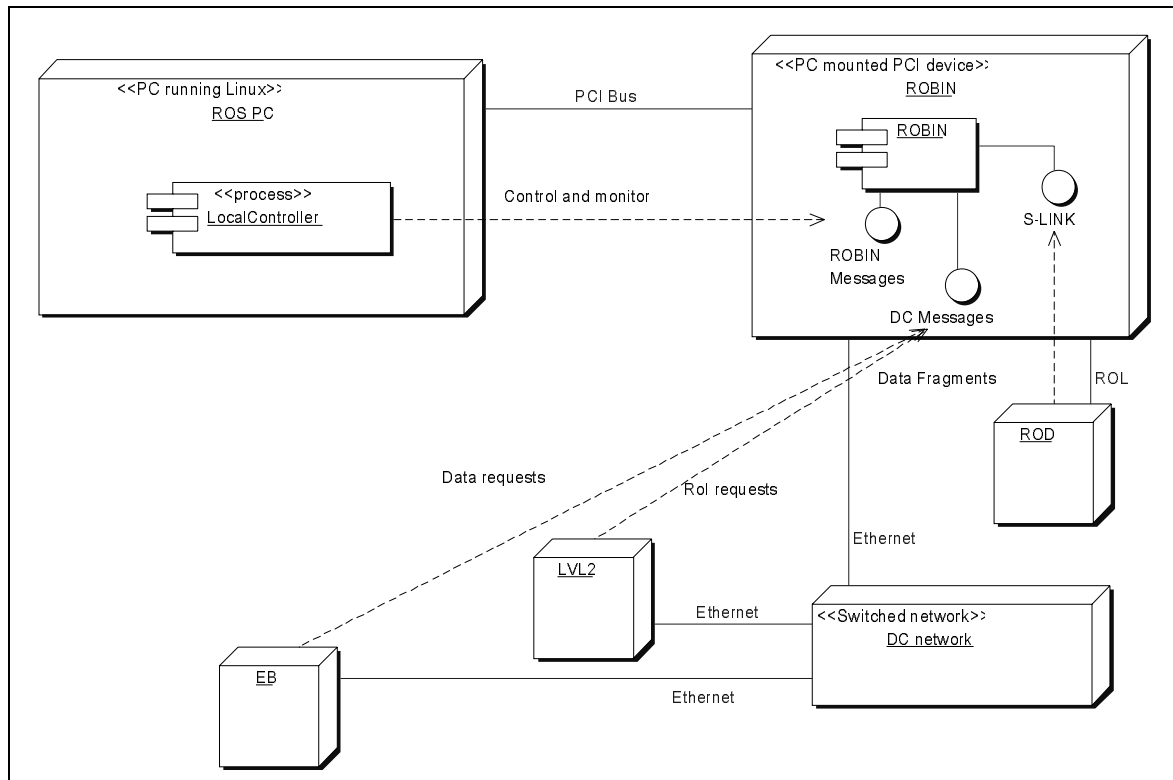 <<PC running Linux>>
ROS PC
<<process>>
LocalController
PCI Bus
Control and monitor
<<PC mounted PCI device>>
ROBIN
ROBIN
ROBIN
Messages
DC Messages
S-LINK
Data Fragments
ROL
ROD
Data requests
RoI requests
Ethernet
LVL2
Ethernet
<<Switched network>>
DC network
EB
Ethernet